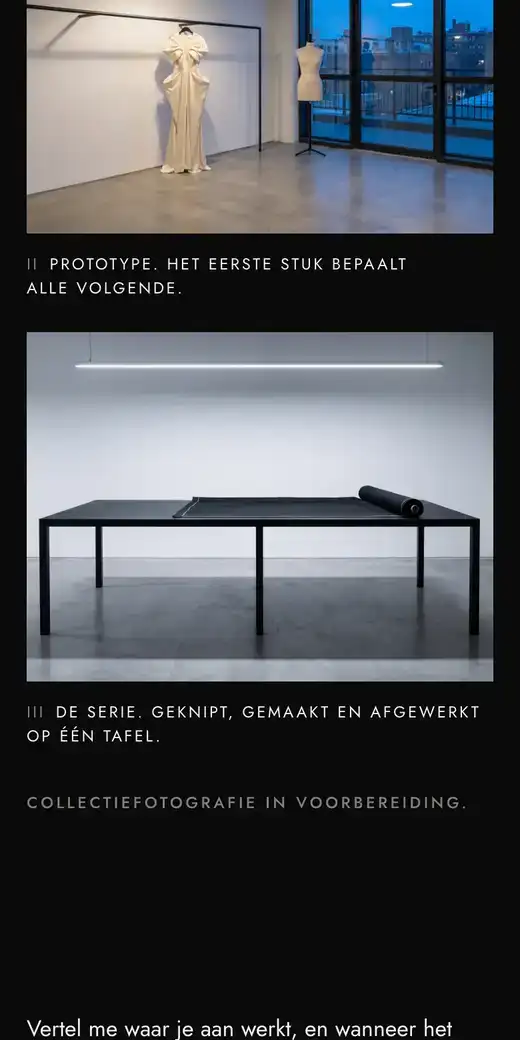 II PROTOTYPE. HET EERSTE STUK BEPAALT
ALLE VOLGENDE.
III DE SERIE. GEKNIPT, GEMAAKT EN AFGEWERKT
OP ÉÉN TAFEL.
COLLECTIEFOTOGRAFIE IN VOORBEREIDING.
Vertel me waar je aan werkt, en wanneer het